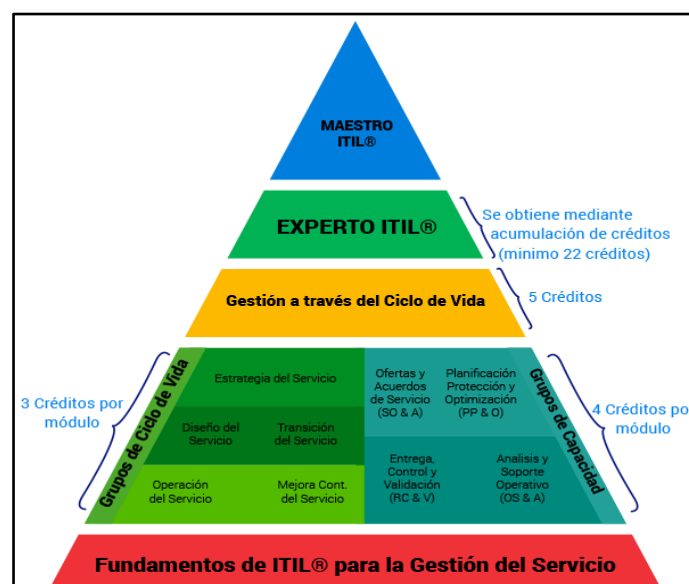 MAESTRO
ITIL®
EXPERTO ITIL®
Se obtiene mediante
acumulación de créditos
(minimo 22 créditos)
Gestión a través del Ciclo de Vida
5 Créditos
3 Créditos por
módulo
Grupos de Ciclo de Vida
Estrategia del Servicio
Diseño del
Servicio
Transición
del Servicio
Operación
del Servicio
Mejora Cont.
del Servicio
Ofertas y
Acuerdos
de Servicio
(SO & A)
Planificación
Protección y
Optimización
(PP & O)
Entrega,
Control y
Validación
(RC & V)
Analisis y
Soporte
Operativo
(OS & A)
Grupos de Capacidad
4 Créditos por
módulo
Fundamentos de ITIL® para la Gestión del Servicio